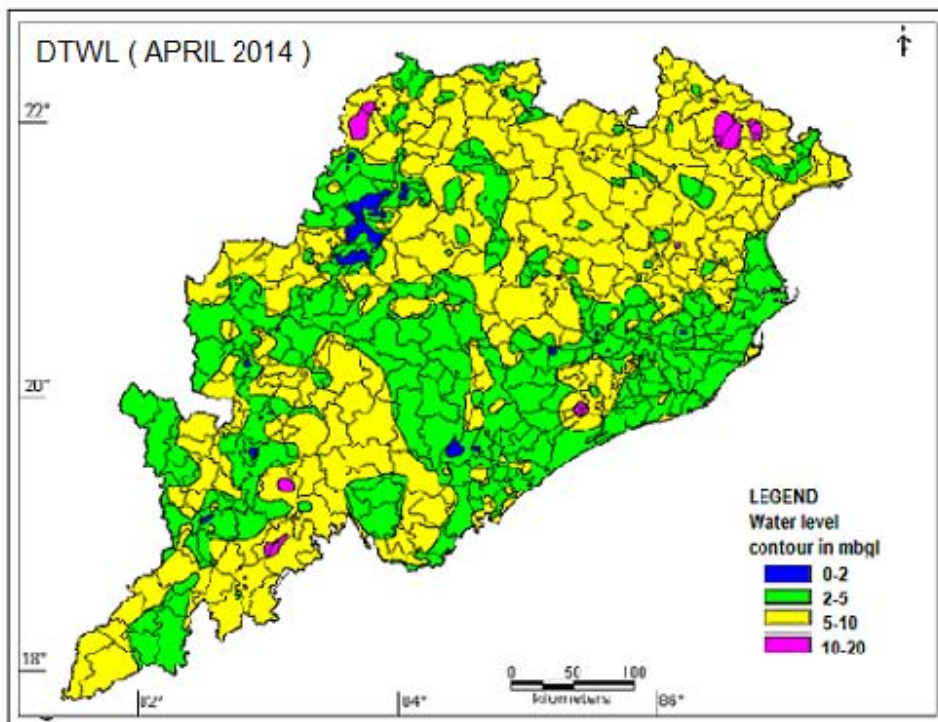 DTWL ( APRIL 2014 )
22°
20°
18°
82°
84°
86°
LEGEND
Water level
contour in mbgl
0-2
2-5
5-10
10-20
0 50 100
kilometers